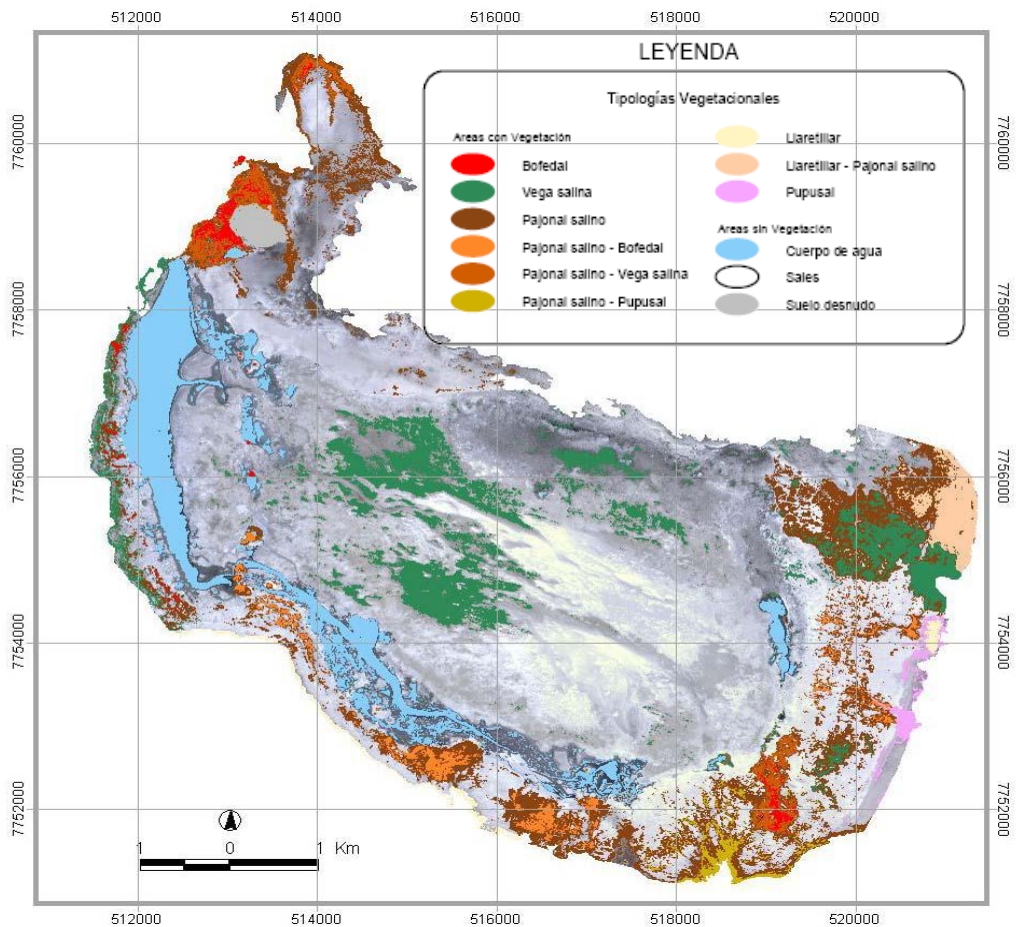 512000 514000 516000 518000 520000
LEYENDA
Tipologías Vegetacionales
Areas con Vegetación
Bofedal
Vega salina
Pajonal salino
Pajonal salino - Bofedal
Pajonal salino - Vega salina
Pajonal salino - Pupusal
Llaretillar
Llaretillar - Pajonal salino
Pupusal
Areas sin Vegetación
Cuerpo de agua
Sales
Suelo desnudo
7760000
7758000
7756000
7754000
7752000
7760000
7758000
7756000
7754000
7752000
1 0 1 Km
512000 514000 516000 518000 520000